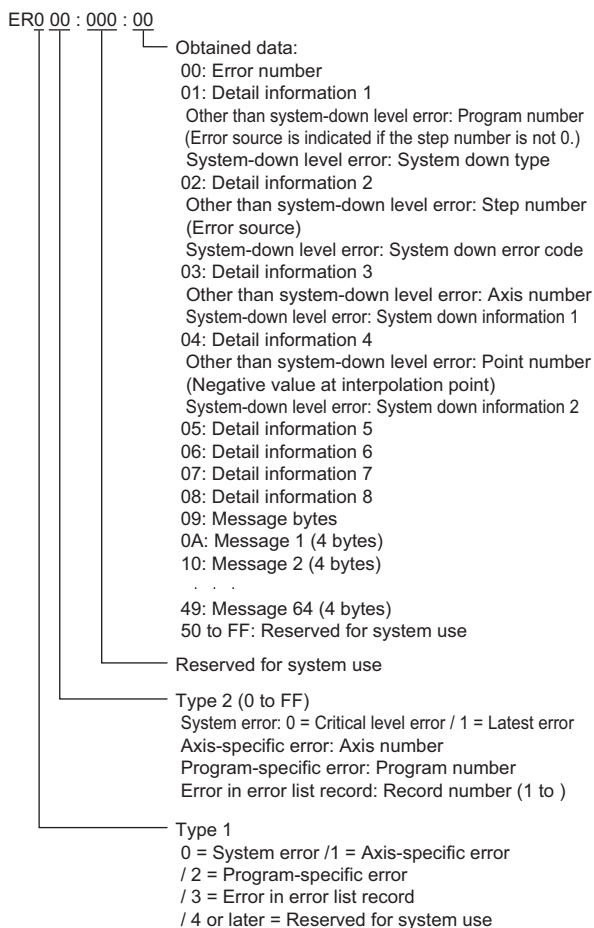 ER0 00 : 000 : 00
Obtained data:
00: Error number
01: Detail information 1
Other than system-down level error: Program number
(Error source is indicated if the step number is not 0.)
System-down level error: System down type
02: Detail information 2
Other than system-down level error: Step number
(Error source)
System-down level error: System down error code
03: Detail information 3
Other than system-down level error: Axis number
System-down level error: System down information 1
04: Detail information 4
Other than system-down level error: Point number
(Negative value at interpolation point)
System-down level error: System down information 2
05: Detail information 5
06: Detail information 6
07: Detail information 7
08: Detail information 8
09: Message bytes
0A: Message 1 (4 bytes)
10: Message 2 (4 bytes)
. . .
49: Message 64 (4 bytes)
50 to FF: Reserved for system use
Reserved for system use
Type 2 (0 to FF)
System error: 0 = Critical level error / 1 = Latest error
Axis-specific error: Axis number
Program-specific error: Program number
Error in error list record: Record number (1 to )
Type 1
0 = System error /1 = Axis-specific error
/ 2 = Program-specific error
/ 3 = Error in error list record
/ 4 or later = Reserved for system use